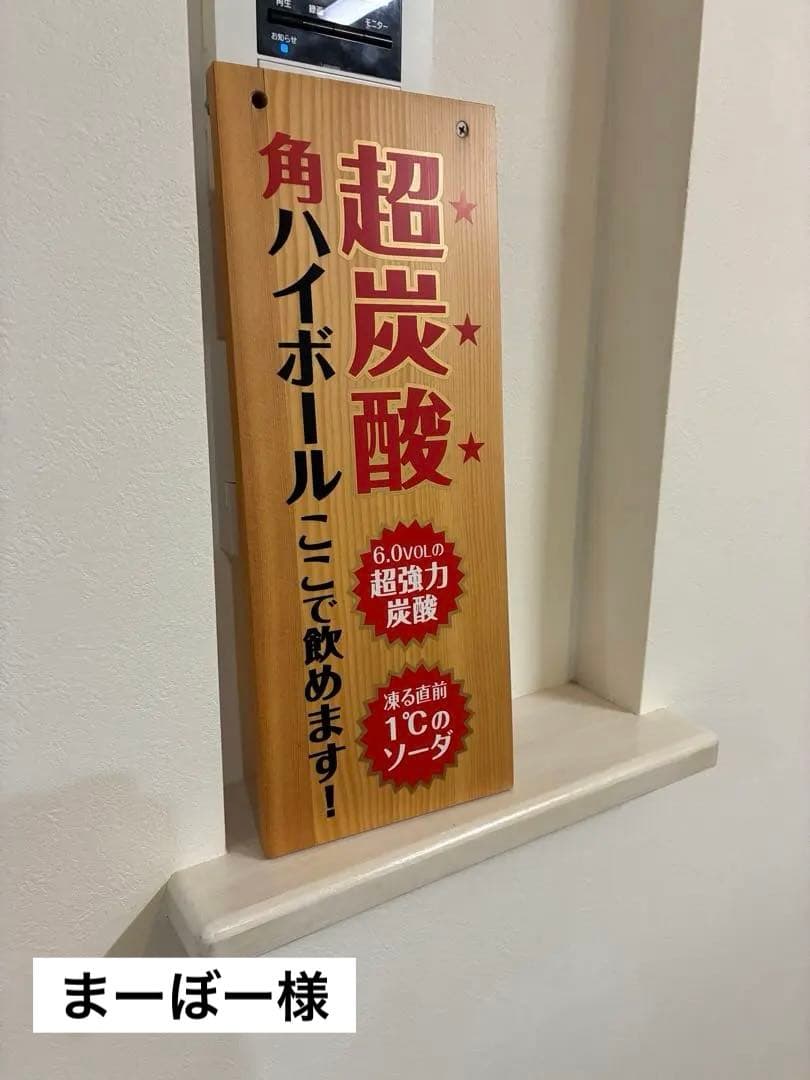 再生 録画 モニター
お知らせ
超炭酸
角ハイボールここで飲めます!
6.0VOLの
超強力
炭酸
凍る直前
1℃の
ソーダ
まーぼー様